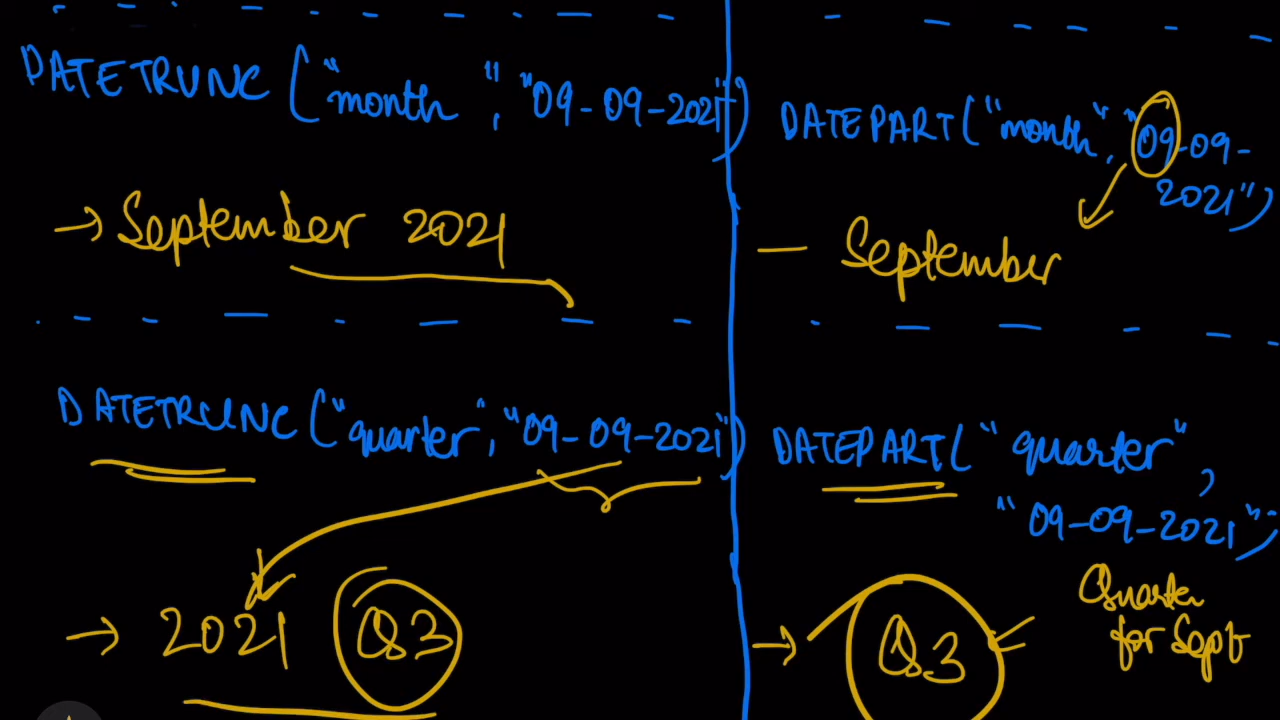 DATETRUNC ("month", "09-09-2021")
→ September 2021
DATEPART ("month", "09-09-
2021")
— September
DATETRUNC ("quarter", "09-09-2021")
→ 2021 Q3
DATEPART ("quarter",
"09-09-2021")
→ Q3
Quarter
for Sept